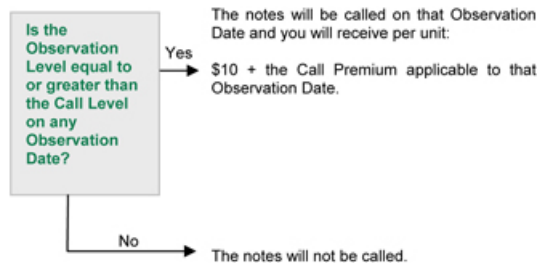 Is the
Observation
Level equal to
or greater than
the Call Level
on any
Observation
Date?
Yes
The notes will be called on that Observation
Date and you will receive per unit:
$10 + the Call Premium applicable to that
Observation Date.
No
The notes will not be called.